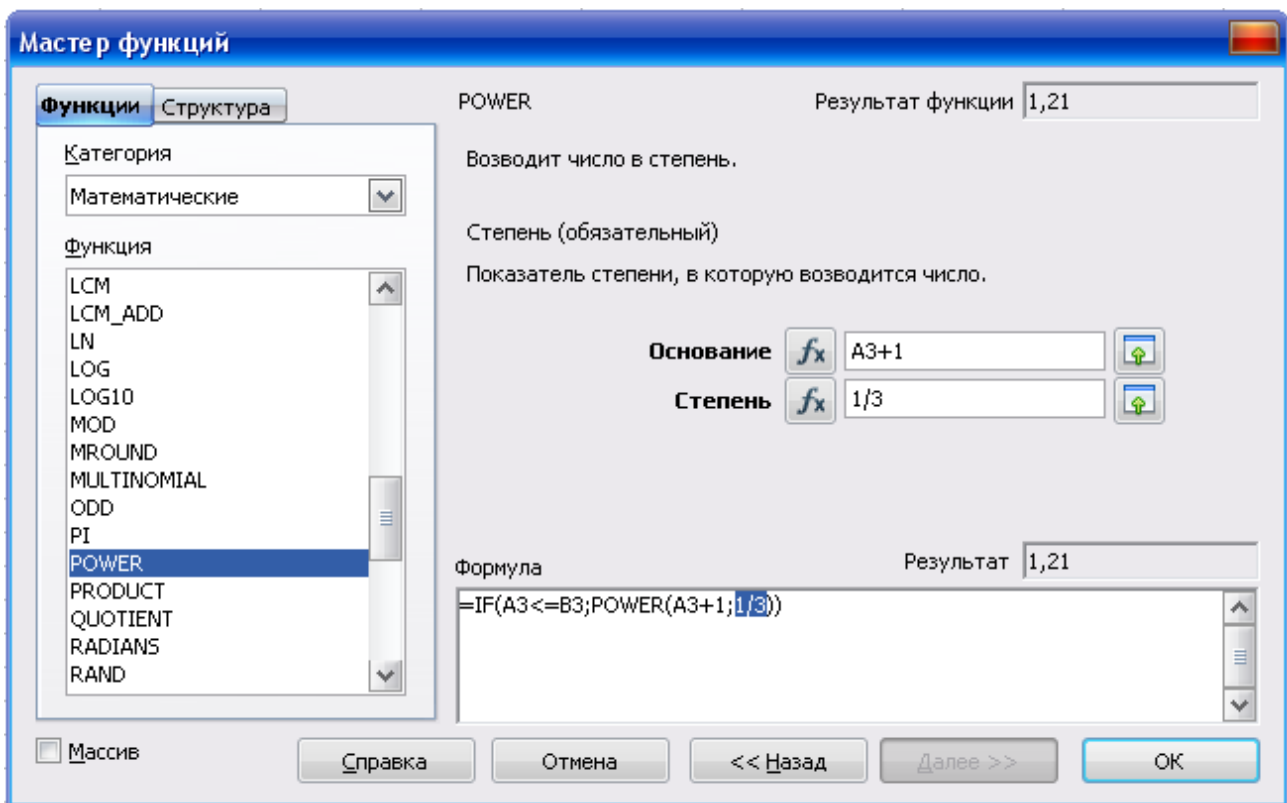 Мастер функций
Функции
Структура
Категория
Математические
Функция
LCM
LCM_ADD
LN
LOG
LOG10
MOD
MROUND
MULTINOMIAL
ODD
PI
POWER
PRODUCT
QUOTIENT
RADIANS
RAND
POWER
Результат функции 1,21
Возводит число в степень.
Степень (обязательный)
Показатель степени, в которую возводится число.
Основание fx A3+1
Степень fx 1/3
Формула
Результат 1,21
=IF(A3<=B3;POWER(A3+1;1/3))
Массив
Справка
Отмена
<< Назад
Далее >>
OK